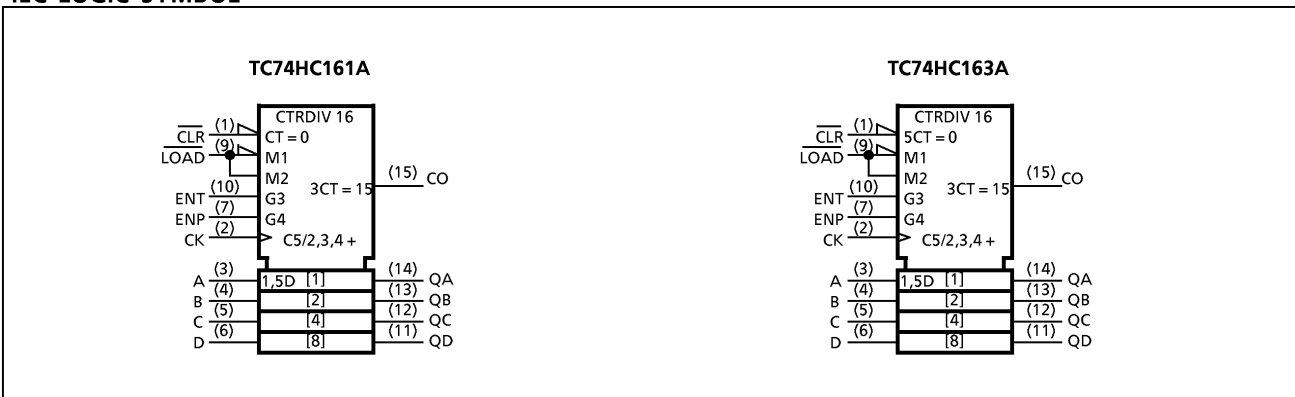 IEC LOGIC SYMBOL
TC74HC161A
CTRDIV 16
CLR (1) CT = 0
LOAD (9) M1
M2
(15) CO
ENT (10) G3
3CT = 15
ENP (7) G4
CK (2) C5/2,3,4 +
A (3) 1,5D [1] (14) QA
B (4) [2] (13) QB
C (5) [4] (12) QC
D (6) [8] (11) QD
TC74HC163A
CTRDIV 16
CLR (1) 5CT = 0
LOAD (9) M1
M2
(15) CO
ENT (10) G3
3CT = 15
ENP (7) G4
CK (2) C5/2,3,4 +
A (3) 1,5D [1] (14) QA
B (4) [2] (13) QB
C (5) [4] (12) QC
D (6) [8] (11) QD